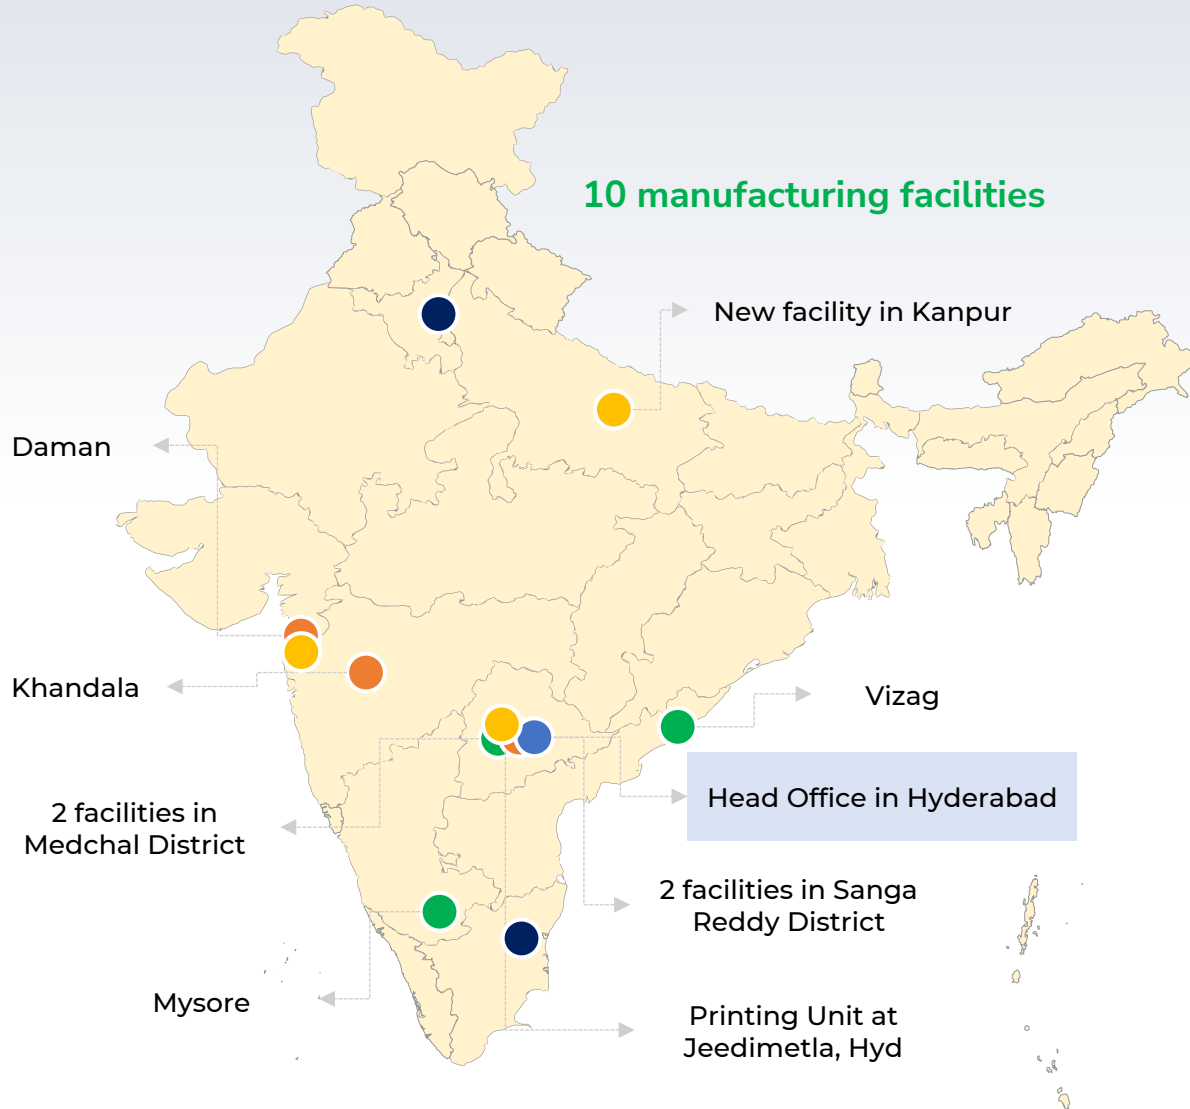 10 manufacturing facilities
New facility in Kanpur
Daman
Khandala
Vizag
Head Office in Hyderabad
2 facilities in
Medchal District
2 facilities in Sanga
Reddy District
Mysore
Printing Unit at
Jeedimetla, Hyd